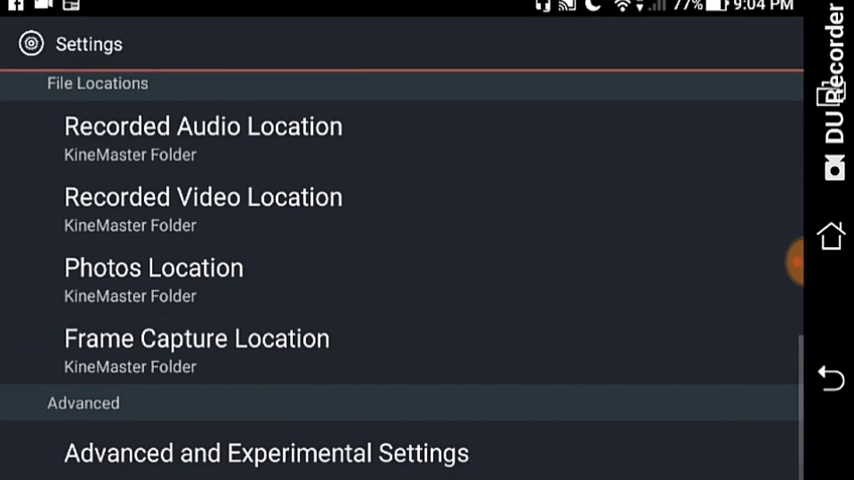 77% 9:04 PM
Settings
File Locations
Recorded Audio Location
KineMaster Folder
Recorded Video Location
KineMaster Folder
Photos Location
KineMaster Folder
Frame Capture Location
KineMaster Folder
Advanced
Advanced and Experimental Settings
DU Recorder